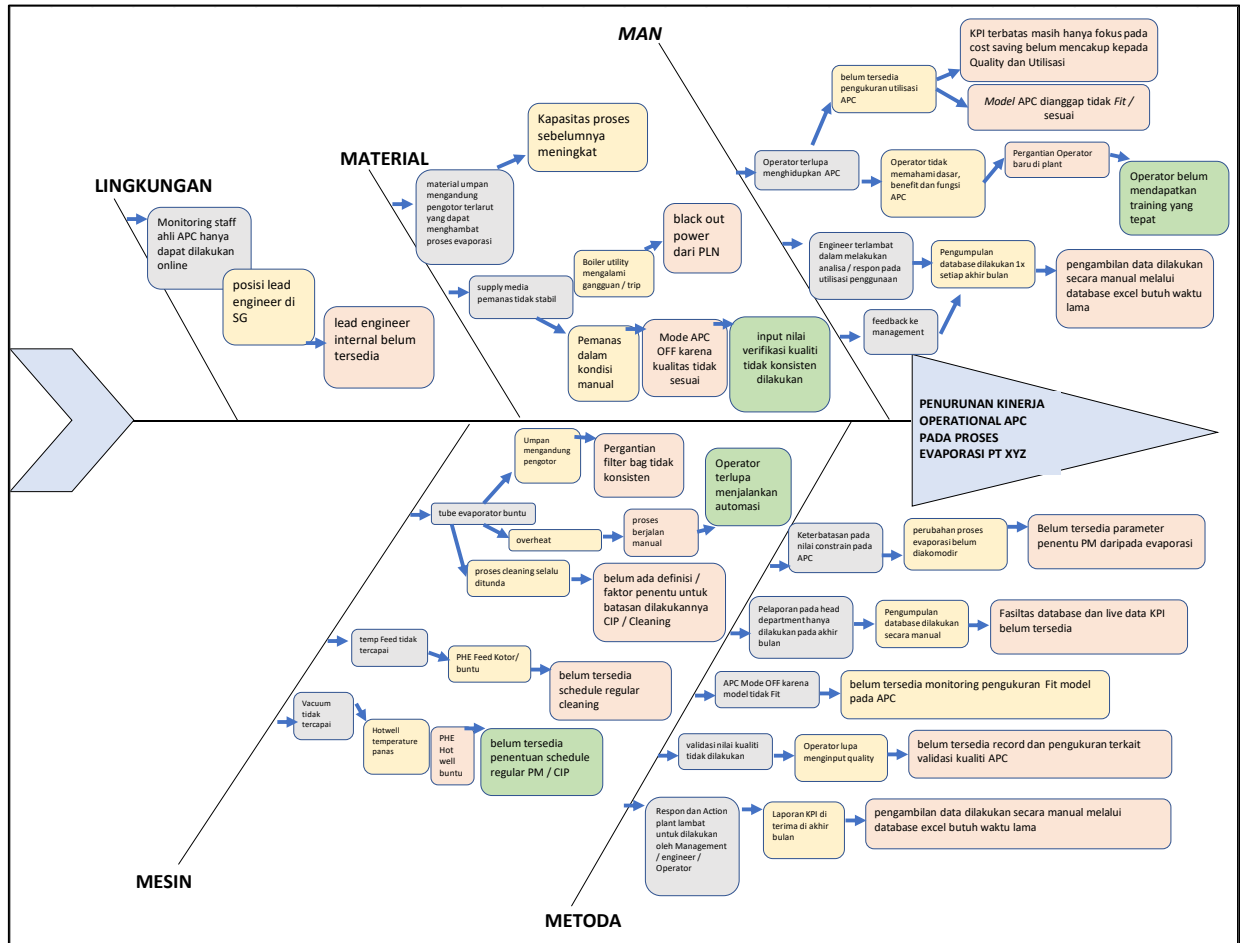 MAN
KPI terbatas masih hanya fokus pada
cost saving belum mencakup kepada
Quality dan Utilisasi
belum tersedia
pengukuran utilisasi
APC
Model APC dianggap tidak Fit /
sesuai
Operator terlupa
menghidupkan APC
Operator tidak
memahami dasar,
benefit dan fungsi
APC
Pergantian Operator
baru di plant
Operator belum
mendapatkan
training yang
tepat
Engineer terlambat
dalam melakukan
analisa / respon pada
utilisasi penggunaan
Pengumpulan
database dilakukan 1x
setiap akhir bulan
pengambilan data dilakukan
secara manual melalui
database excel butuh waktu
lama
feedback ke
management
MATERIAL
Kapasitas proses
sebelumnya
meningkat
material umpan
mengandung
pengotor terlarut
yang dapat
menghambat
proses evaporasi
black out
power
dari PLN
Boiler utility
mengalami
gangguan / trip
supply media
pemanas tidak stabil
Pemanas
dalam
kondisi
manual
Mode APC
OFF karena
kualitas tidak
sesuai
input nilai
verifikasi kualiti
tidak konsisten
dilakukan
LINGKUNGAN
Monitoring staff
ahli APC hanya
dapat dilakukan
online
posisi lead
engineer di
SG
lead engineer
internal belum
tersedia
PENURUNAN KINERJA
OPERATIONAL APC
PADA PROSES
EVAPORASI PT XYZ
Umpan
mengandung
pengotor
Pergantian
filter bag tidak
konsisten
Operator
terlupa
menjalankan
automasi
tube evaporator buntu
overheat
proses
berjalan
manual
proses cleaning selalu
ditunda
belum ada definisi /
faktor penentu untuk
batasan dilakukannya
CIP / Cleaning
temp Feed tidak
tercapai
PHE Feed Kotor/
buntu
belum tersedia
schedule regular
cleaning
Vacuum
tidak
tercapai
Hotwell
temperature
panas
PHE
Hot
well
buntu
belum tersedia
penentuan schedule
regular PM / CIP
MESIN
Keterbatasan pada
nilai constrain pada
APC
perubahan proses
evaporasi belum
diakomodir
Belum tersedia parameter
penentu PM daripada evaporasi
Pelaporan pada head
department hanya
dilakukan pada akhir
bulan
Pengumpulan
database dilakukan
secara manual
Fasiltas database dan live data KPI
belum tersedia
APC Mode OFF karena
model tidak Fit
belum tersedia monitoring pengukuran Fit model
pada APC
validasi nilai kualiti
tidak dilakukan
Operator lupa
menginput quality
belum tersedia record dan pengukuran terkait
validasi kualiti APC
Respon dan Action
plant lambat
untuk dilakukan
oleh Management
/ engineer /
Operator
Laporan KPI di
terima di akhir
bulan
pengambilan data dilakukan secara manual melalui
database excel butuh waktu lama
METODA